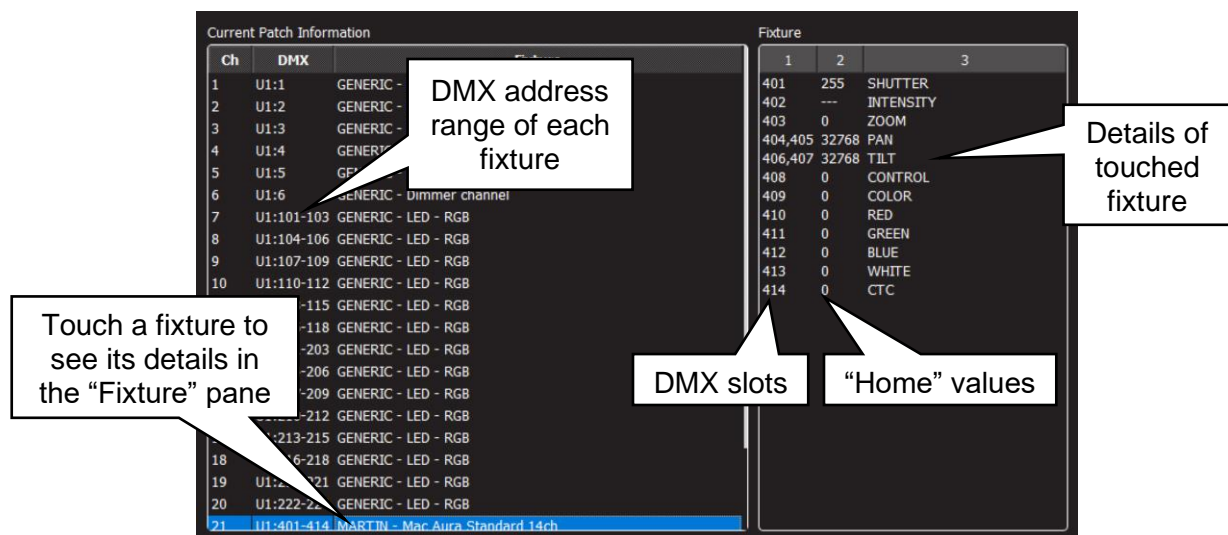 Current Patch Information
Ch DMX
1 U1:1 GENERIC -
2 U1:2 GENERIC -
3 U1:3 GENERIC -
4 U1:4 GENERIC
5 U1:5
6 U1:6 GENERIC - Dimmer channel
7 U1:101-103 GENERIC - LED - RGB
8 U1:104-106 GENERIC - LED - RGB
9 U1:107-109 GENERIC - LED - RGB
10 U1:110-112 GENERIC - LED - RGB
-115 GENERIC - LED - RGB
-118 GENERIC - LED - RGB
-203 GENERIC - LED - RGB
-206 GENERIC - LED - RGB
-209 GENERIC - LED - RGB
-212 GENERIC - LED - RGB
:213-215 GENERIC - LED - RGB
18 6-218 GENERIC - LED - RGB
19 U1:2 221 GENERIC - LED - RGB
20 U1:222-22 GENERIC - LED - RGB
21 U1:401-414 MARTIN - Mac Aura Standard 14ch
DMX address
range of each
fixture
Touch a fixture to
see its details in
the “Fixture” pane
Fixture
1 2 3
401 255 SHUTTER
402 --- INTENSITY
403 0 ZOOM
404,405 32768 PAN
406,407 32768 TILT
408 0 CONTROL
409 0 COLOR
410 0 RED
411 0 GREEN
412 0 BLUE
413 0 WHITE
414 0 CTC
Details of
touched
fixture
DMX slots
“Home” values